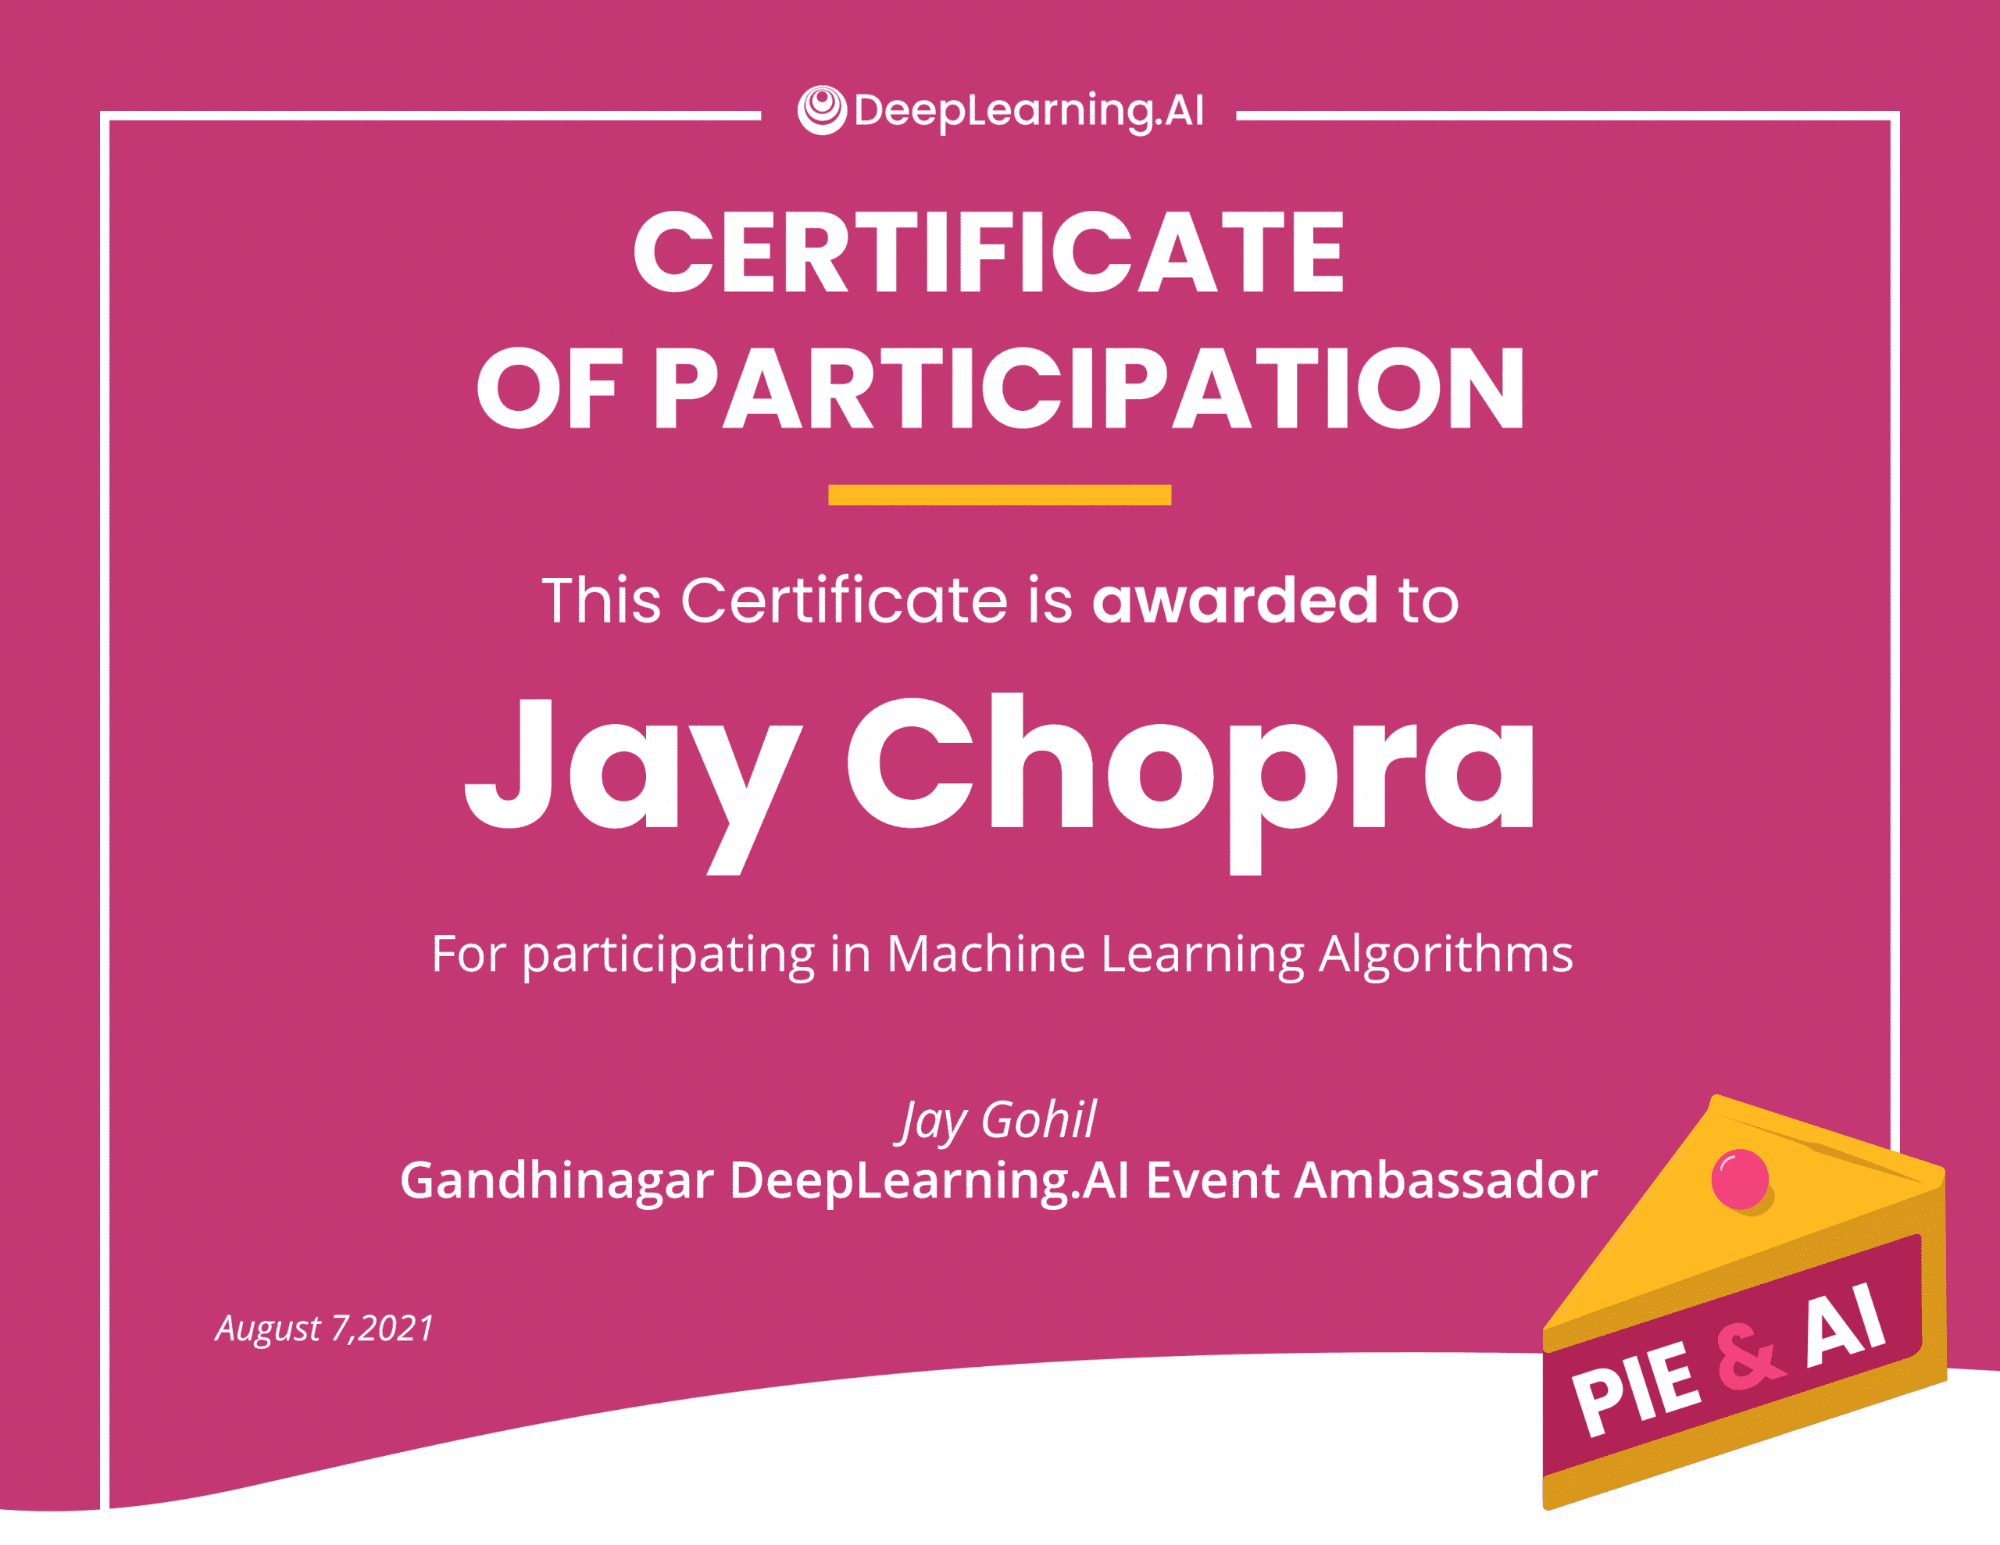 DeepLearning.AI
CERTIFICATE
OF PARTICIPATION
This Certificate is awarded to
Jay Chopra
For participating in Machine Learning Algorithms
Jay Gohil
Gandhinagar DeepLearning.AI Event Ambassador
August 7,2021
PIE & AI